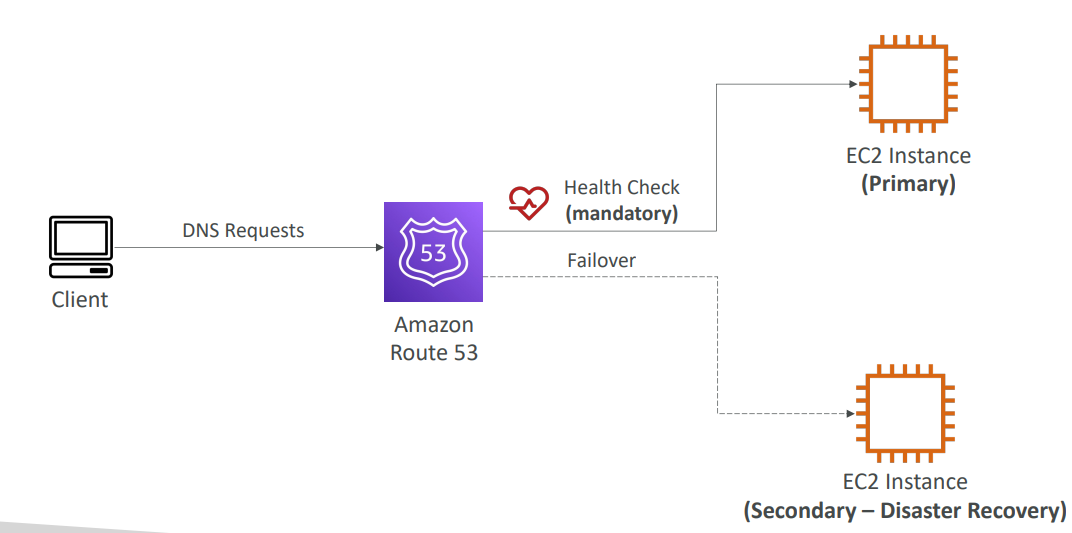 EC2 Instance
(Primary)
Health Check
(mandatory)
DNS Requests
53
Failover
Client
Amazon
Route 53
EC2 Instance
(Secondary – Disaster Recovery)